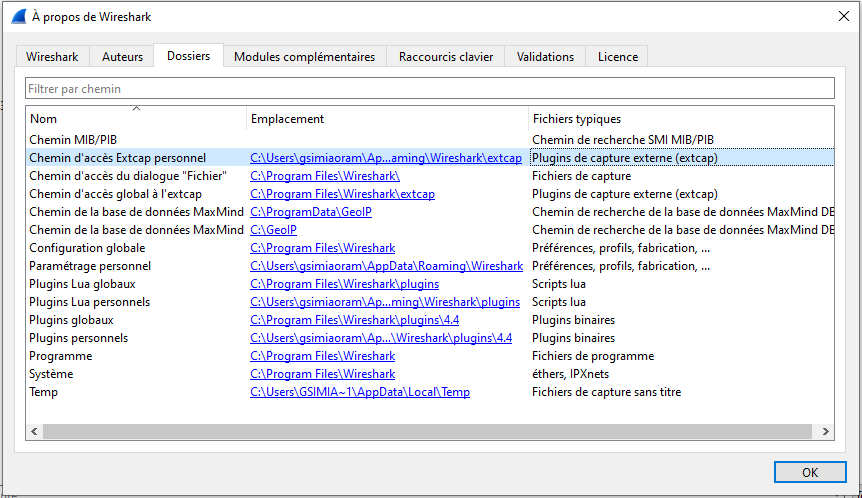 À propos de Wireshark
Wireshark Auteurs Dossiers Modules complémentaires Raccourcis clavier Validations Licence
Filtrer par chemin
Nom Emplacement Fichiers typiques
Chemin MIB/PIB Chemin de recherche SMI MIB/PIB
Chemin d'accès Extcap personnel C:\Users\gsimiaoram\Ap...aming\Wireshark\extcap Plugins de capture externe (extcap)
Chemin d'accès du dialogue "Fichier" C:\Program Files\Wireshark\ Fichiers de capture
Chemin d'accès global à l'extcap C:\Program Files\Wireshark\extcap Plugins de capture externe (extcap)
Chemin de la base de données MaxMind C:\ProgramData\GeoIP Chemin de recherche de la base de données MaxMind DB
Chemin de la base de données MaxMind C:\GeoIP Chemin de recherche de la base de données MaxMind DB
Configuration globale C:\Program Files\Wireshark Préférences, profils, fabrication, ...
Paramétrage personnel C:\Users\gsimiaoram\AppData\Roaming\Wireshark Préférences, profils, fabrication, ...
Plugins Lua globaux C:\Program Files\Wireshark\plugins Scripts lua
Plugins Lua personnels C:\Users\gsimiaoram\Ap...ming\Wireshark\plugins Scripts lua
Plugins globaux C:\Program Files\Wireshark\plugins\4.4 Plugins binaires
Plugins personnels C:\Users\gsimiaoram\Ap...\Wireshark\plugins\4.4 Plugins binaires
Programme C:\Program Files\Wireshark Fichiers de programme
Système C:\Program Files\Wireshark éthers, IPXnets
Temp C:\Users\GSIMIA~1\AppData\Local\Temp Fichiers de capture sans titre
OK